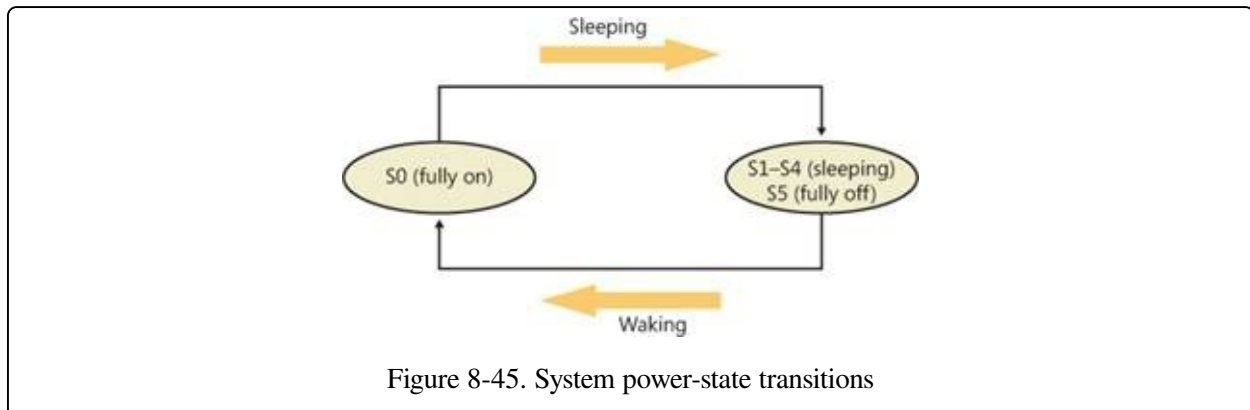 Sleeping
S0 (fully on)
S1–S4 (sleeping)
S5 (fully off)
Waking
Figure 8-45. System power-state transitions